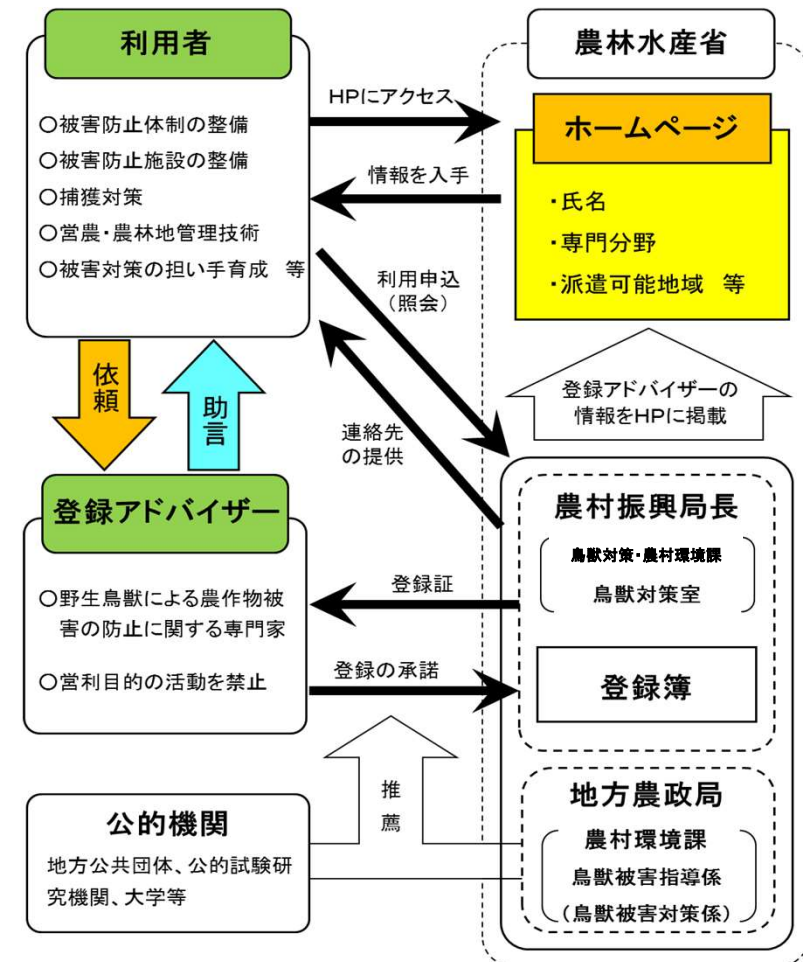 利用者
○被害防止体制の整備
○被害防止施設の整備
○捕獲対策
○営農・農林地管理技術
○被害対策の担い手育成　等
HPにアクセス
情報を入手
農林水産省
ホームページ
・氏名
・専門分野
・派遣可能地域　等
利用申込
（照会）
連絡先
の提供
登録アドバイザーの
情報をHPに掲載
依頼
助言
登録アドバイザー
○野生鳥獣による農作物被
害の防止に関する専門家
○営利目的の活動を禁止
登録証
登録の承諾
農村振興局長
鳥獣対策・農村環境課
鳥獣対策室
登録簿
推薦
公的機関
地方公共団体、公的試験研
究機関、大学等
地方農政局
農村環境課
鳥獣被害指導係
（鳥獣被害対策係）